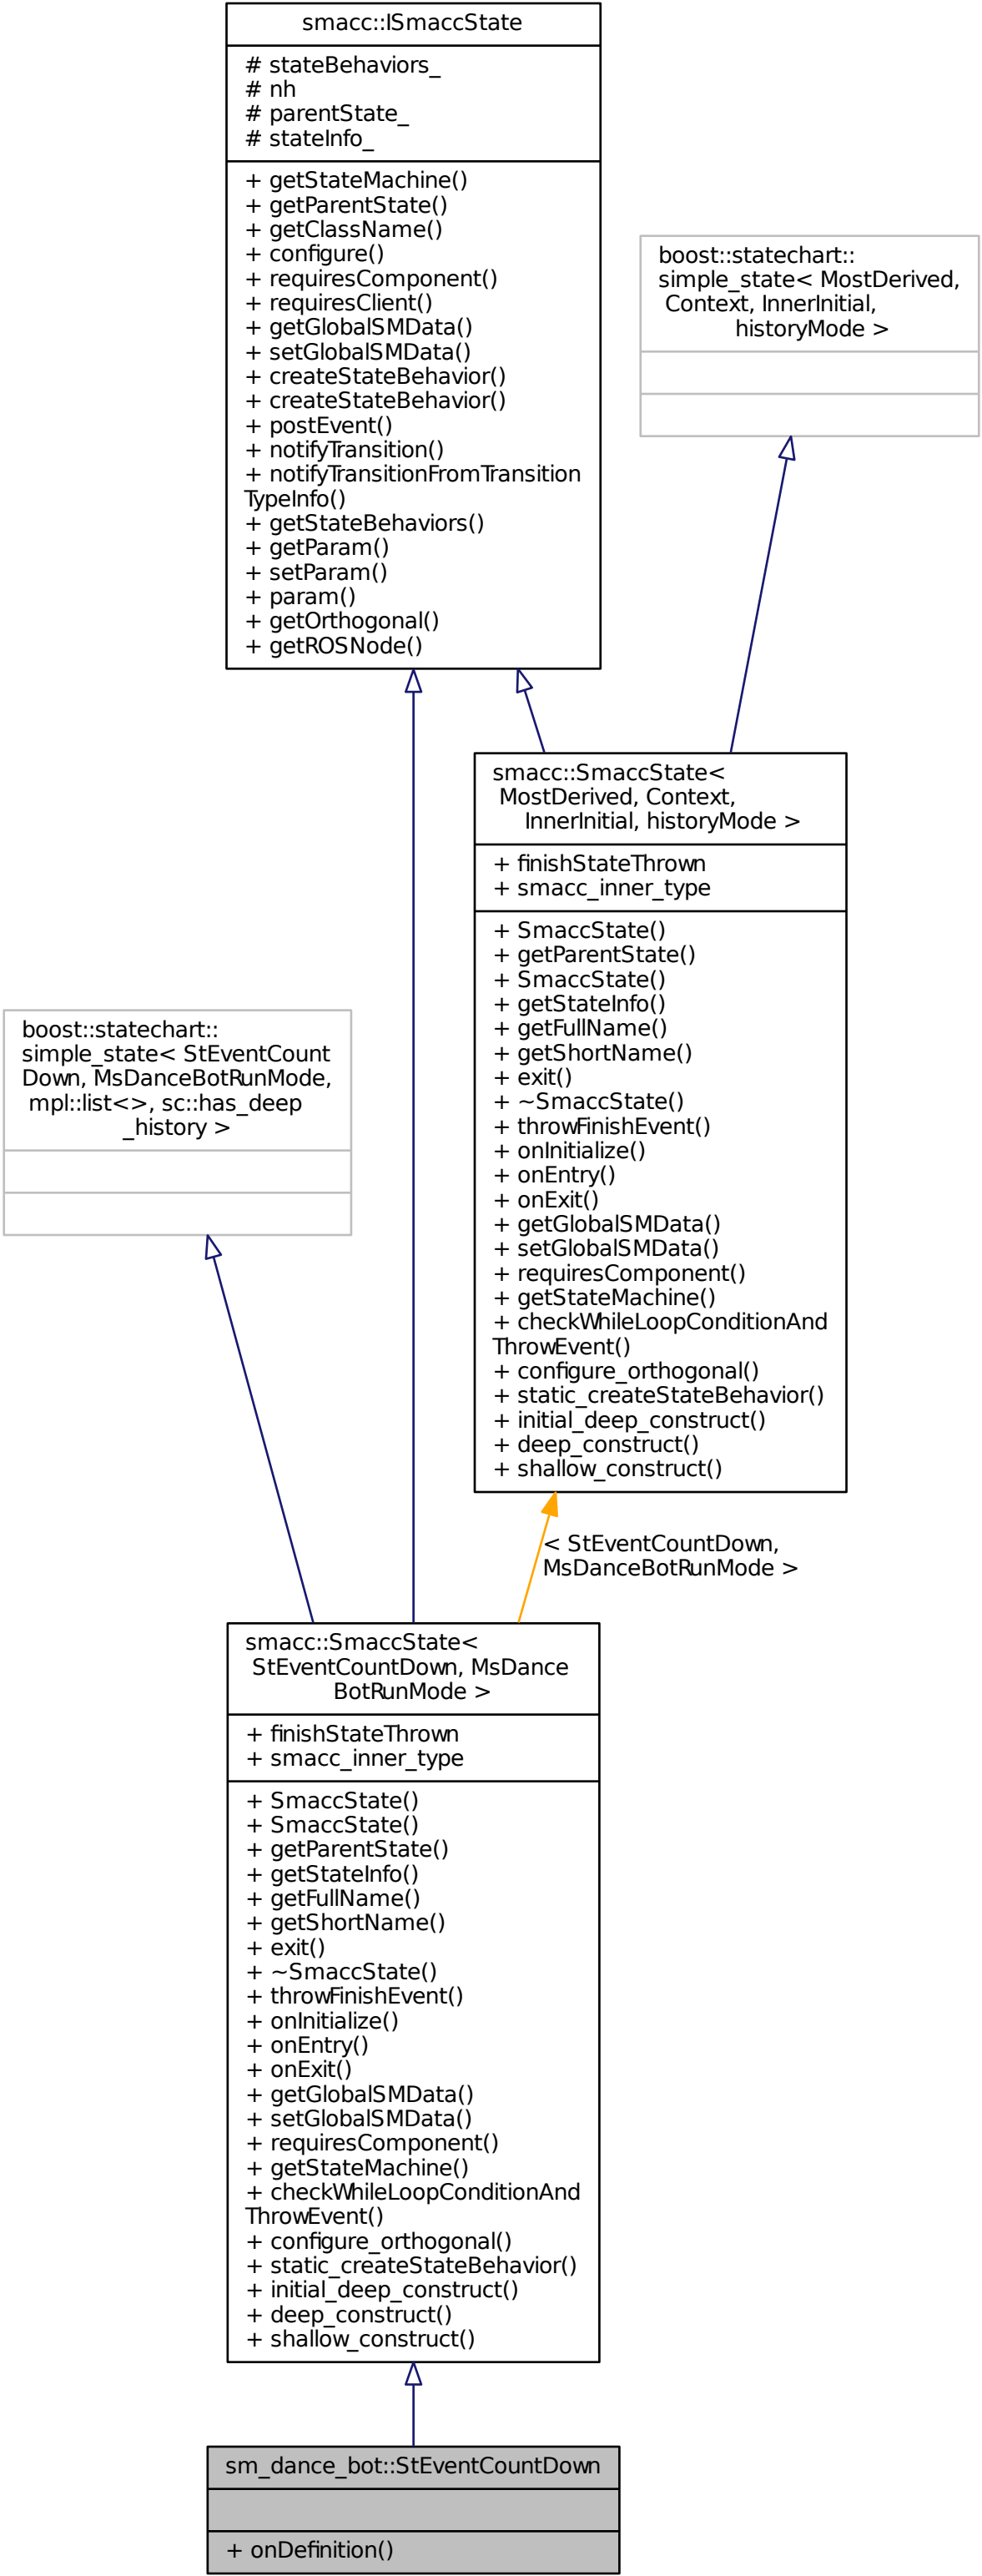 smacc::ISmaccState
# stateBehaviors_
# nh
# parentState_
# stateInfo_
+ getStateMachine()
+ getParentState()
+ getClassName()
+ configure()
+ requiresComponent()
+ requiresClient()
+ getGlobalSMData()
+ setGlobalSMData()
+ createStateBehavior()
+ createStateBehavior()
+ postEvent()
+ notifyTransition()
+ notifyTransitionFromTransition
TypeInfo()
+ getStateBehaviors()
+ getParam()
+ setParam()
+ param()
+ getOrthogonal()
+ getROSNode()
boost::statechart::
simple_state< MostDerived,
Context, InnerInitial,
historyMode >
smacc::SmaccState<
MostDerived, Context,
InnerInitial, historyMode >
+ finishStateThrown
+ smacc_inner_type
+ SmaccState()
+ getParentState()
+ SmaccState()
+ getStateInfo()
+ getFullName()
+ getShortName()
+ exit()
+ ~SmaccState()
+ throwFinishEvent()
+ onInitialize()
+ onEntry()
+ onExit()
+ getGlobalSMData()
+ setGlobalSMData()
+ requiresComponent()
+ getStateMachine()
+ checkWhileLoopConditionAnd
ThrowEvent()
+ configure_orthogonal()
+ static_createStateBehavior()
+ initial_deep_construct()
+ deep_construct()
+ shallow_construct()
boost::statechart::
simple_state< StEventCount
Down, MsDanceBotRunMode,
mpl::list<>, sc::has_deep
_history >
< StEventCountDown,
MsDanceBotRunMode >
smacc::SmaccState<
StEventCountDown, MsDance
BotRunMode >
+ finishStateThrown
+ smacc_inner_type
+ SmaccState()
+ SmaccState()
+ getParentState()
+ getStateInfo()
+ getFullName()
+ getShortName()
+ exit()
+ ~SmaccState()
+ throwFinishEvent()
+ onInitialize()
+ onEntry()
+ onExit()
+ getGlobalSMData()
+ setGlobalSMData()
+ requiresComponent()
+ getStateMachine()
+ checkWhileLoopConditionAnd
ThrowEvent()
+ configure_orthogonal()
+ static_createStateBehavior()
+ initial_deep_construct()
+ deep_construct()
+ shallow_construct()
sm_dance_bot::StEventCountDown
+ onDefinition()